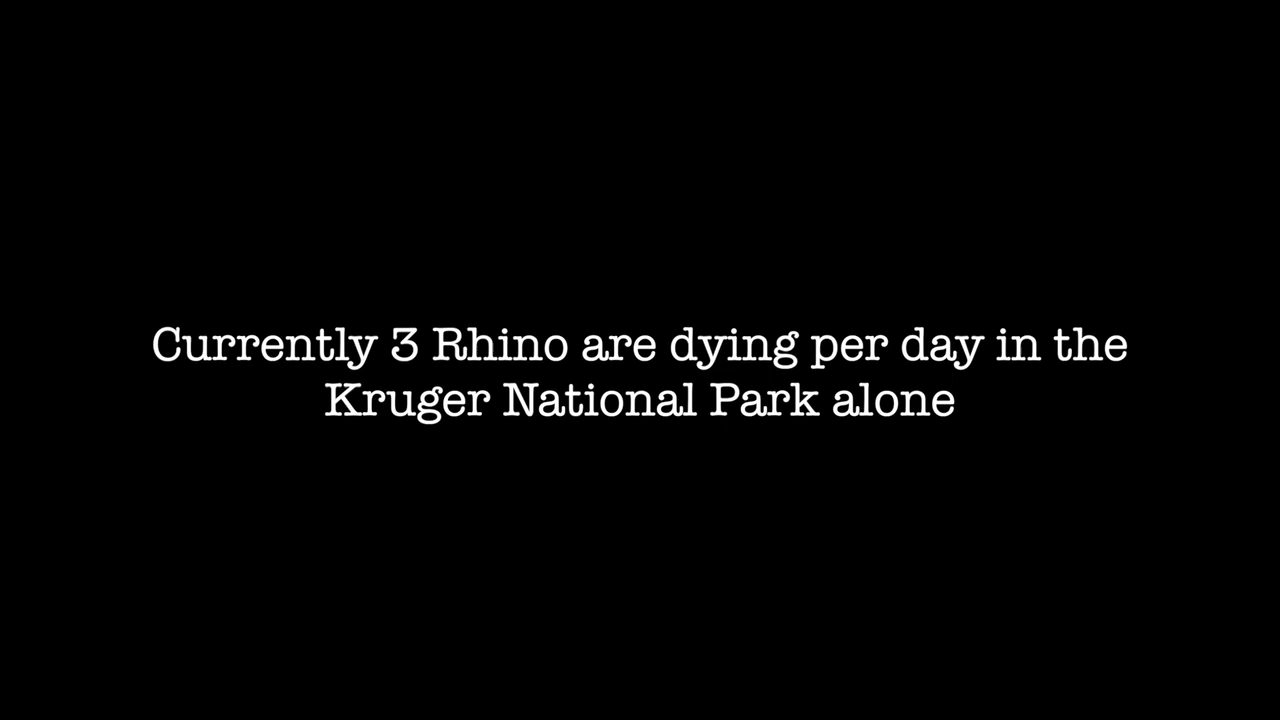 Currently 3 Rhino are dying per day in the
Kruger National Park alone